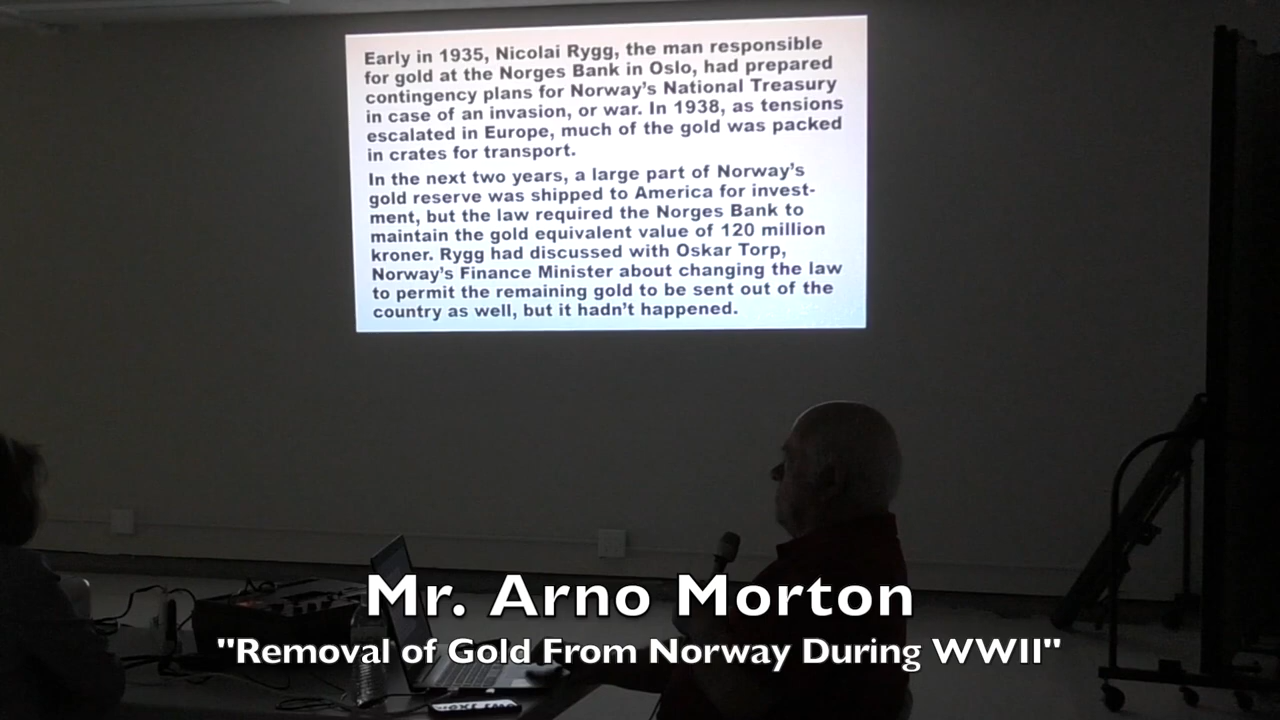 Early in 1935, Nicolai Rygg, the man responsible
for gold at the Norges Bank in Oslo, had prepared
contingency plans for Norway's National Treasury
in case of an invasion, or war. In 1938, as tensions
escalated in Europe, much of the gold was packed
in crates for transport.
In the next two years, a large part of Norway's
gold reserve was shipped to America for invest-
ment, but the law required the Norges Bank to
maintain the gold equivalent value of 120 million
kroner. Rygg had discussed with Oskar Torp,
Norway's Finance Minister about changing the law
to permit the remaining gold to be sent out of the
country as well, but it hadn't happened.
Mr. Arno Morton
"Removal of Gold From Norway During WWII"